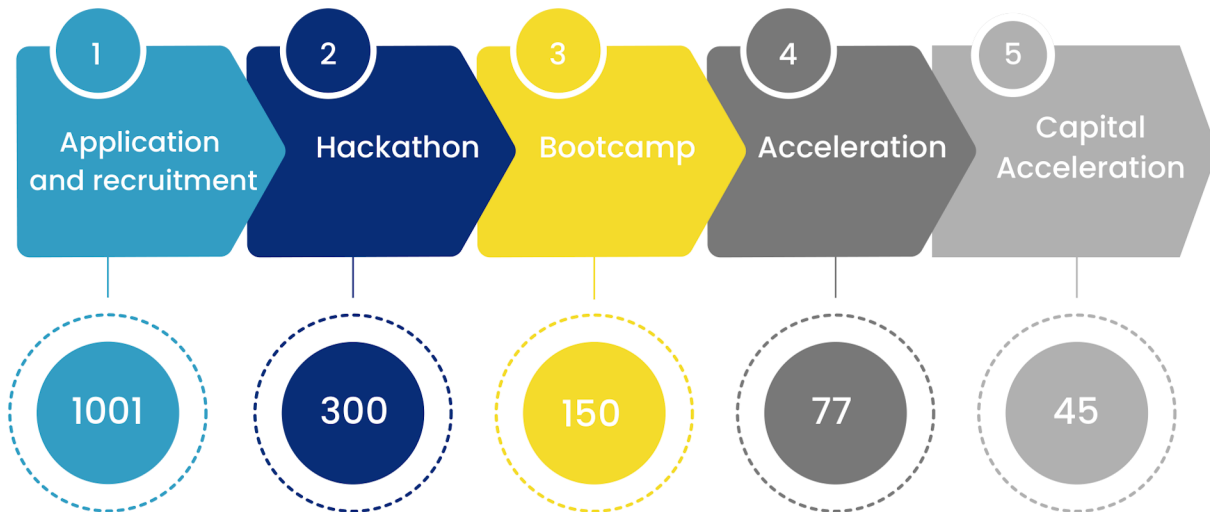 1
Application
and recruitment
2
Hackathon
3
Bootcamp
4
Acceleration
5
Capital
Acceleration
1001
300
150
77
45